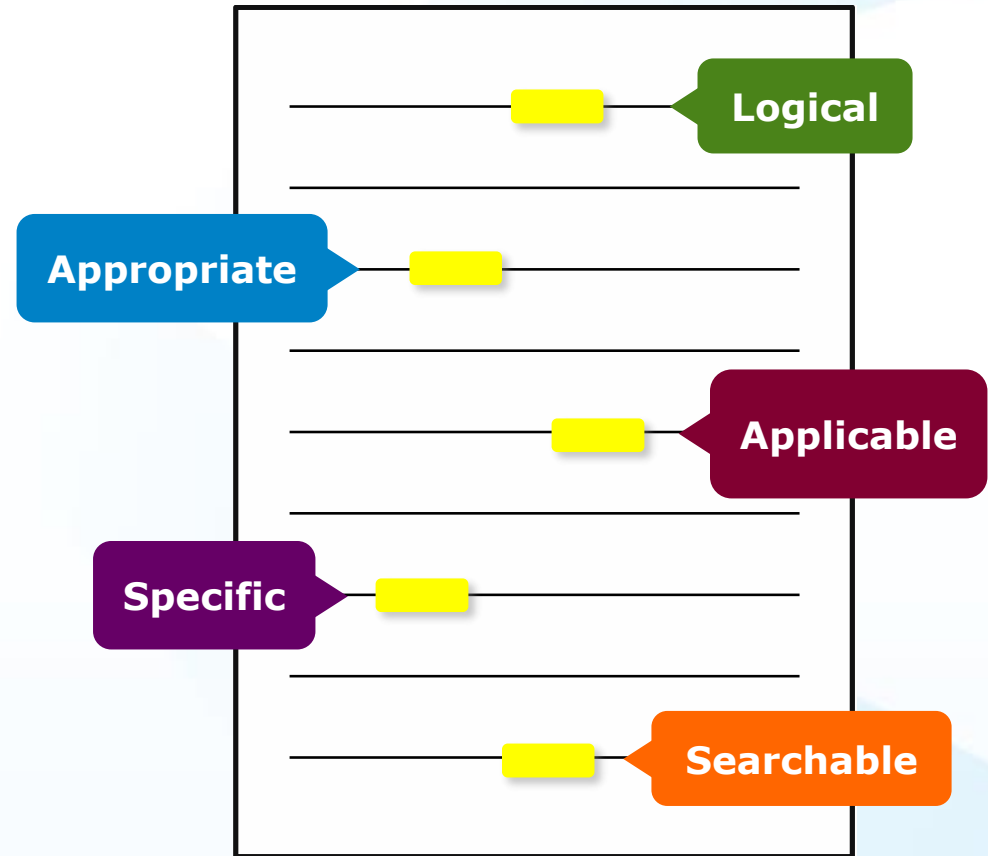 Logical
Appropriate
Applicable
Specific
Searchable